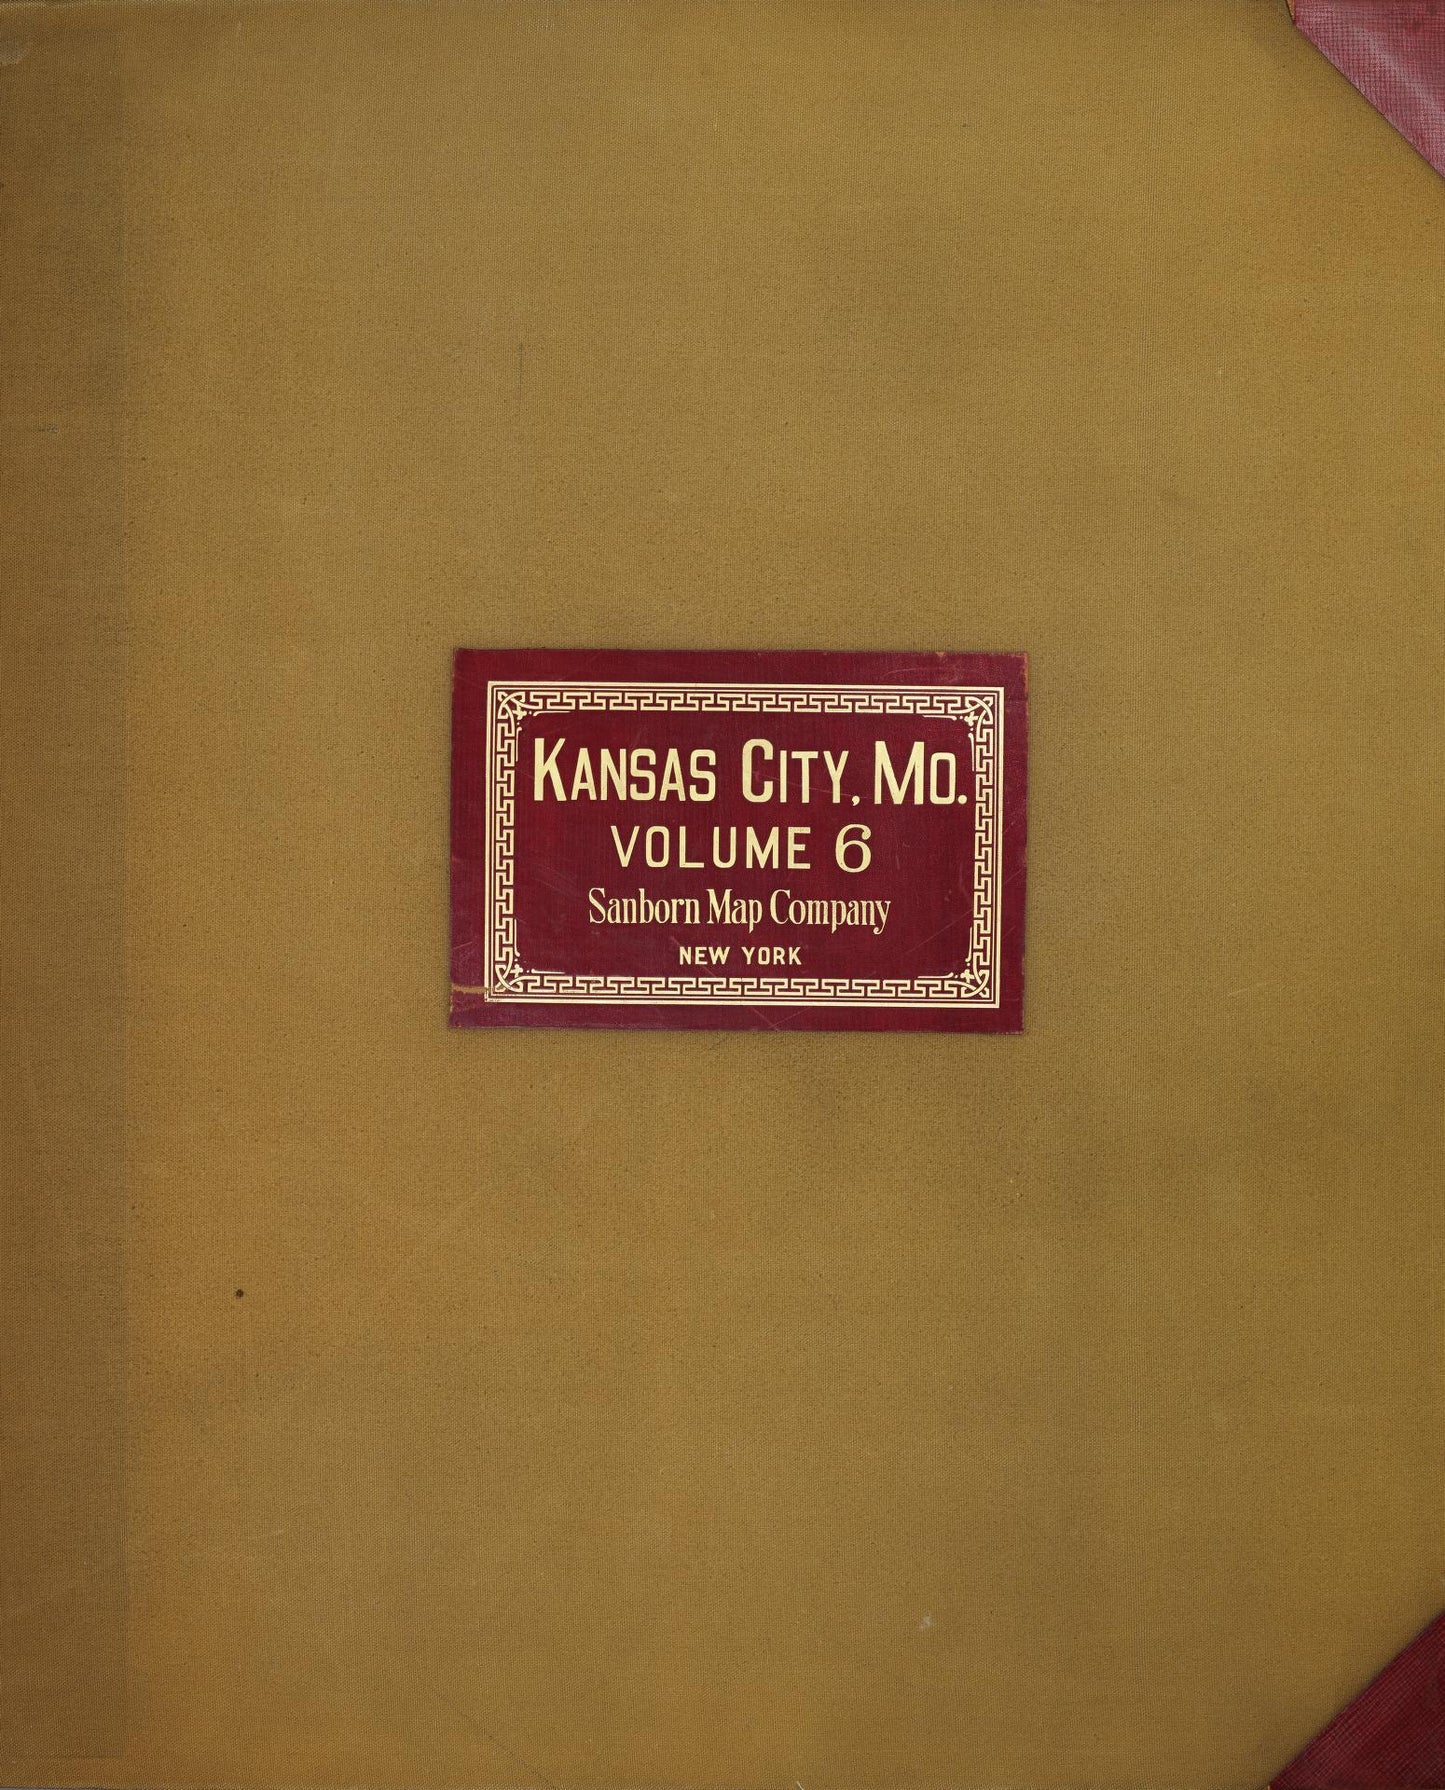 KANSAS CITY, MO.
VOLUME 6
Sanborn Map Company
NEW YORK